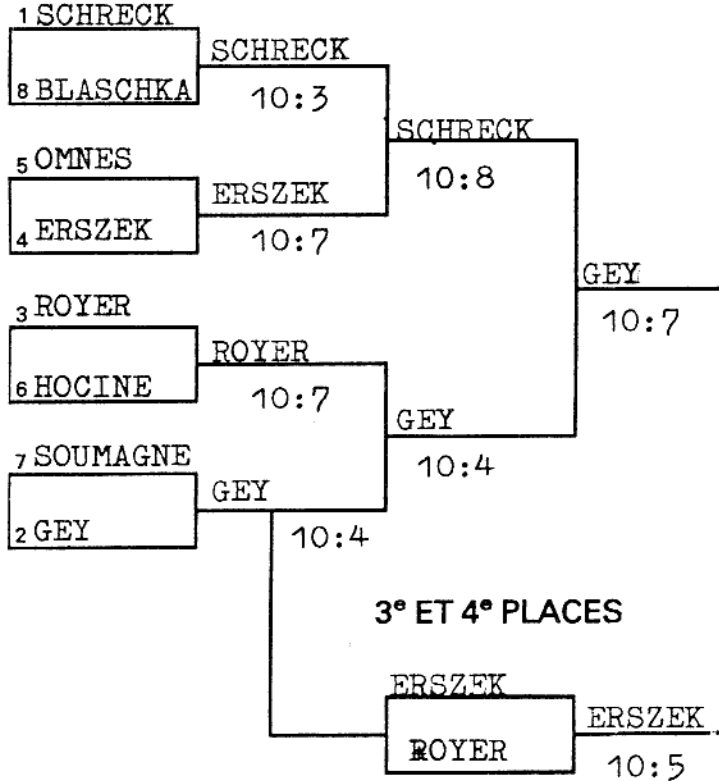 1 SCHRECK
SCHRECK
8 BLASCHKA
10:3
SCHRECK
5 OMNES
10:8
ERSZEK
4 ERSZEK
10:7
GEY
3 ROYER
10:7
ROYER
6 HOCINE
10:7
GEY
7 SOUMAGNE
10:4
GEY
2 GEY
10:4
3e ET 4e PLACES
ERSZEK
ERSZEK
ROYER
10:5